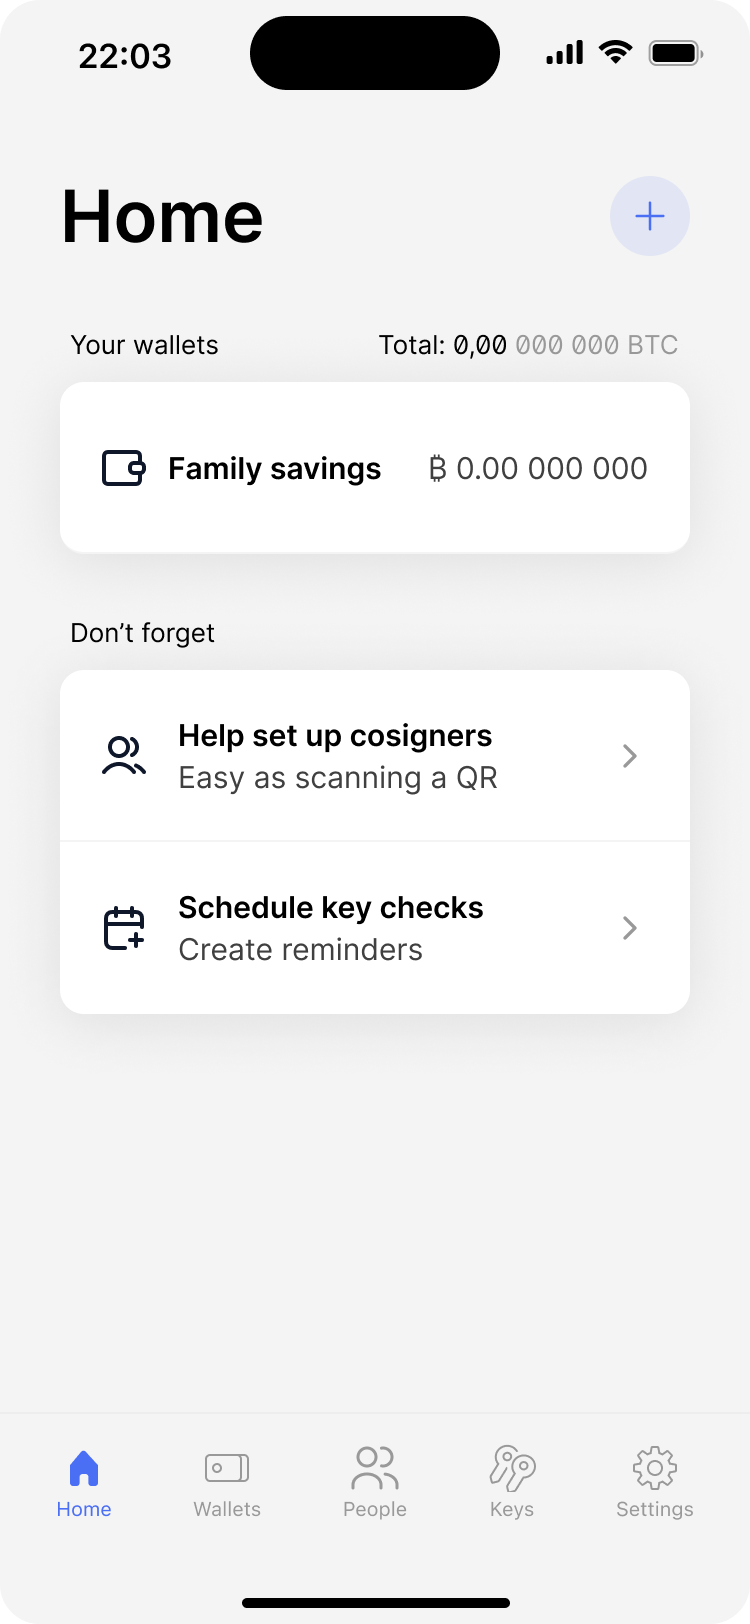 22:03
Home
Your wallets
Total: 0,00 000 000 BTC
Family savings
₿ 0.00 000 000
Don’t forget
Help set up cosigners
Easy as scanning a QR
Schedule key checks
Create reminders
Home
Wallets
People
Keys
Settings